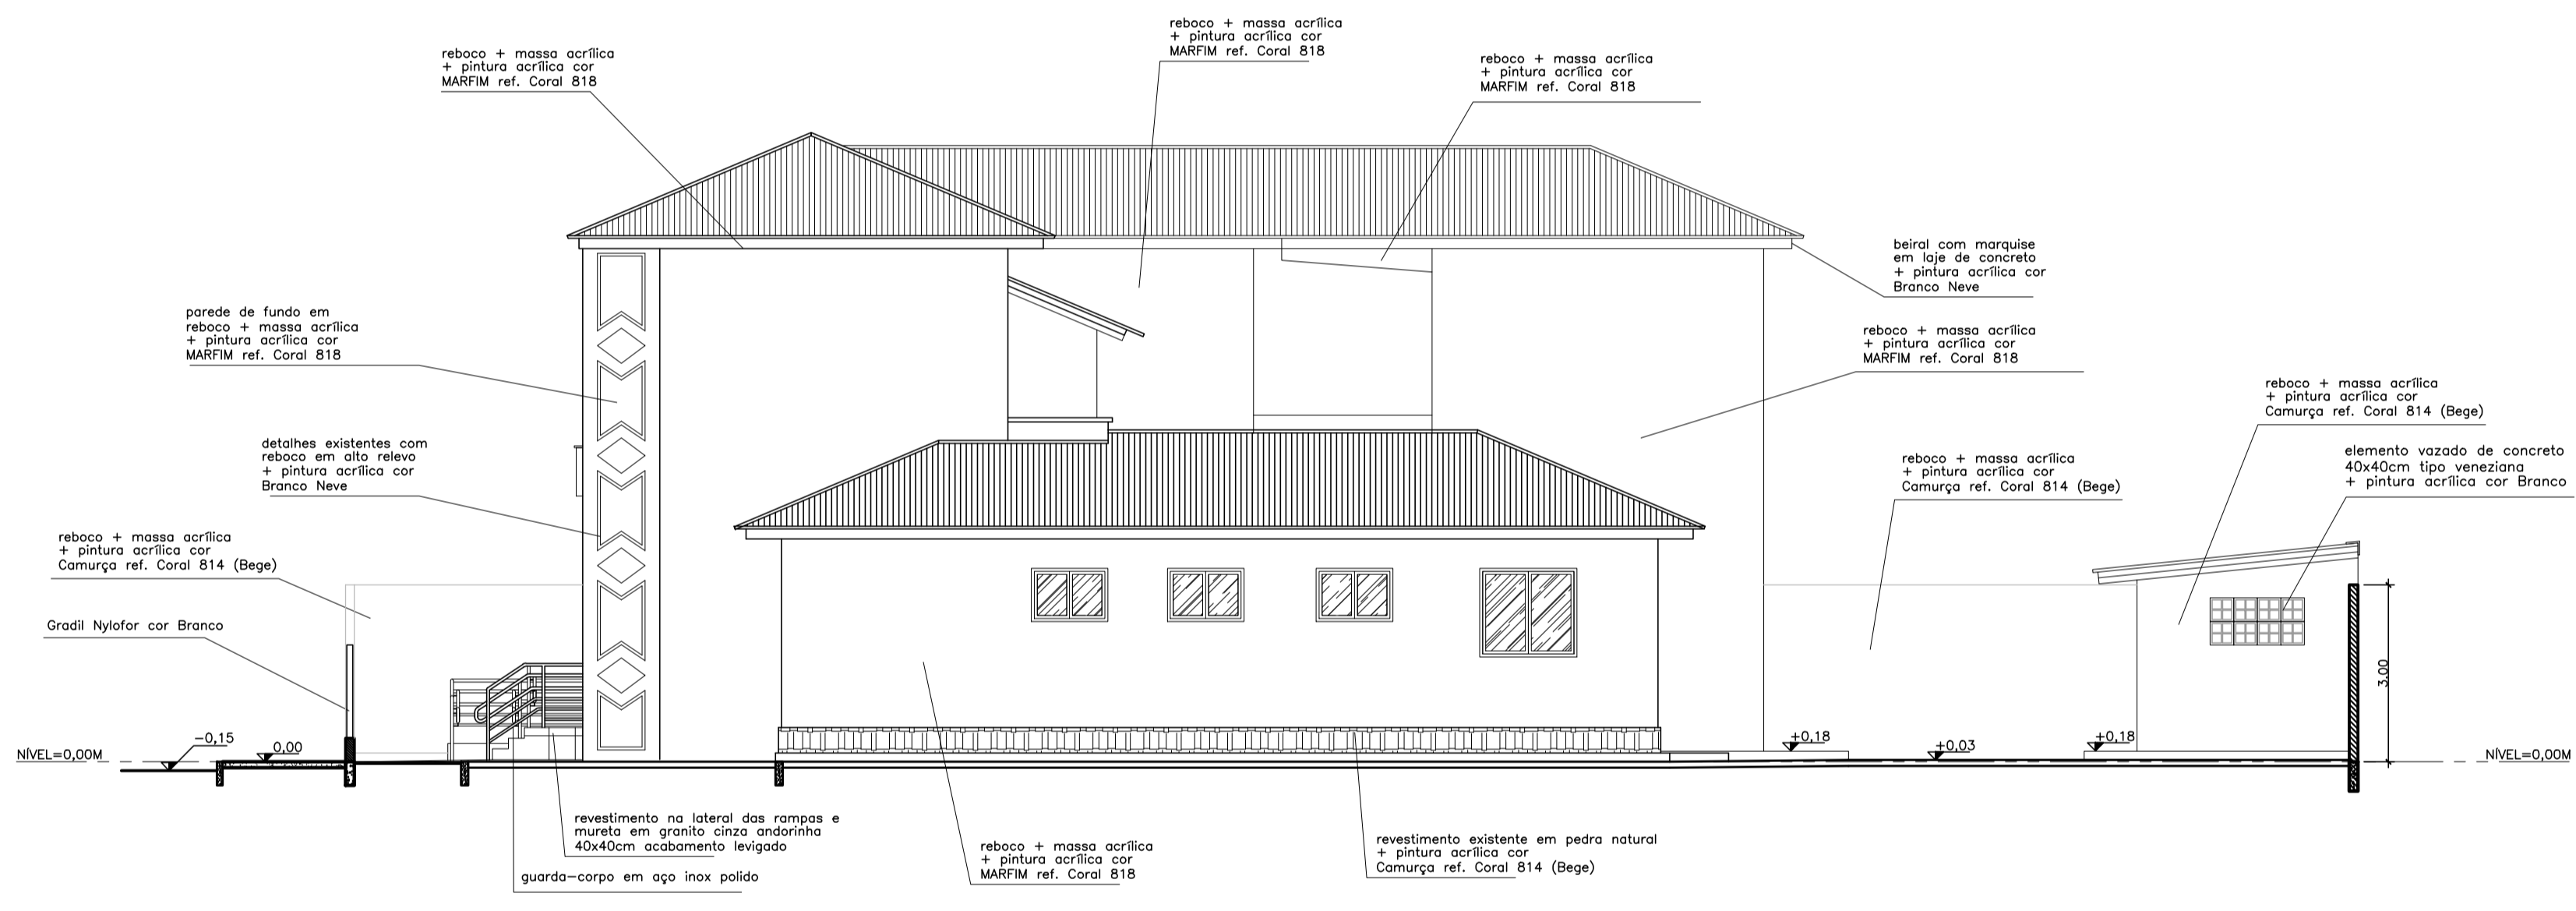 reboco + massa acrílica
+ pintura acrílica cor
MARFIM ref. Coral 818
reboco + massa acrílica
+ pintura acrílica cor
MARFIM ref. Coral 818
reboco + massa acrílica
+ pintura acrílica cor
MARFIM ref. Coral 818
beiral com marquise
em laje de concreto
+ pintura acrílica cor
Branco Neve
parede de fundo em
reboco + massa acrílica
+ pintura acrílica cor
MARFIM ref. Coral 818
reboco + massa acrílica
+ pintura acrílica cor
MARFIM ref. Coral 818
reboco + massa acrílica
+ pintura acrílica cor
Camurça ref. Coral 814 (Bege)
detalhes existentes com
reboco em alto relevo
+ pintura acrílica cor
Branco Neve
reboco + massa acrílica
+ pintura acrílica cor
Camurça ref. Coral 814 (Bege)
elemento vazado de concreto
40x40cm tipo veneziana
+ pintura acrílica cor Branco
reboco + massa acrílica
+ pintura acrílica cor
Camurça ref. Coral 814 (Bege)
Gradil Nylofor cor Branco
3.00
NÍVEL=0,00M
-0,15
0,00
+0,18
+0,03
+0,18
NÍVEL=0,00M
revestimento na lateral das rampas e
mureta em granito cinza andorinha
40x40cm acabamento levigado
guarda-corpo em aço inox polido
reboco + massa acrílica
+ pintura acrílica cor
MARFIM ref. Coral 818
revestimento existente em pedra natural
+ pintura acrílica cor
Camurça ref. Coral 814 (Bege)